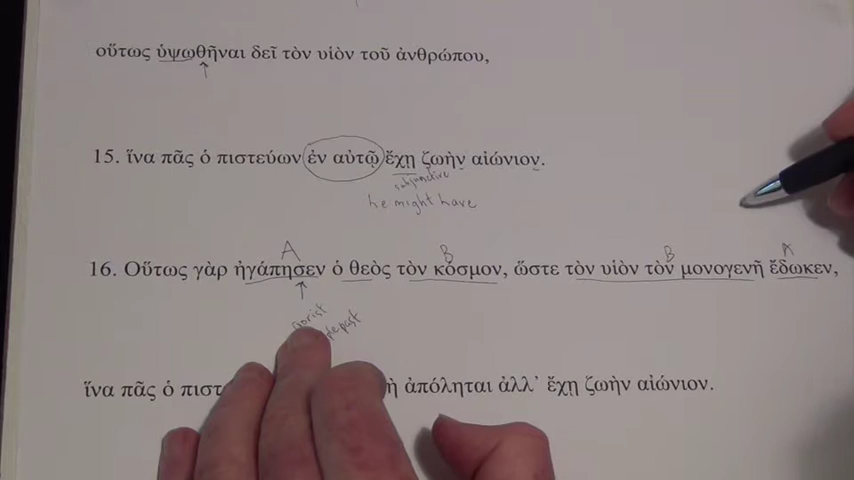 οὕτως ὑψωθῆναι δεῖ τὸν υἱὸν τοῦ ἀνθρώπου,
15. ἵνα πᾶς ὁ πιστεύων ἐν αὐτῷ ἔχῃ ζωὴν αἰώνιον.
subjunctive
he might have
A B B A
16. Οὕτως γὰρ ἠγάπησεν ὁ θεὸς τὸν κόσμον, ὥστε τὸν υἱὸν τὸν μονογενῆ ἔδωκεν,
aorist
past
ἵνα πᾶς ὁ ἀπόληται ἀλλ᾽ ἔχῃ ζωὴν αἰώνιον.